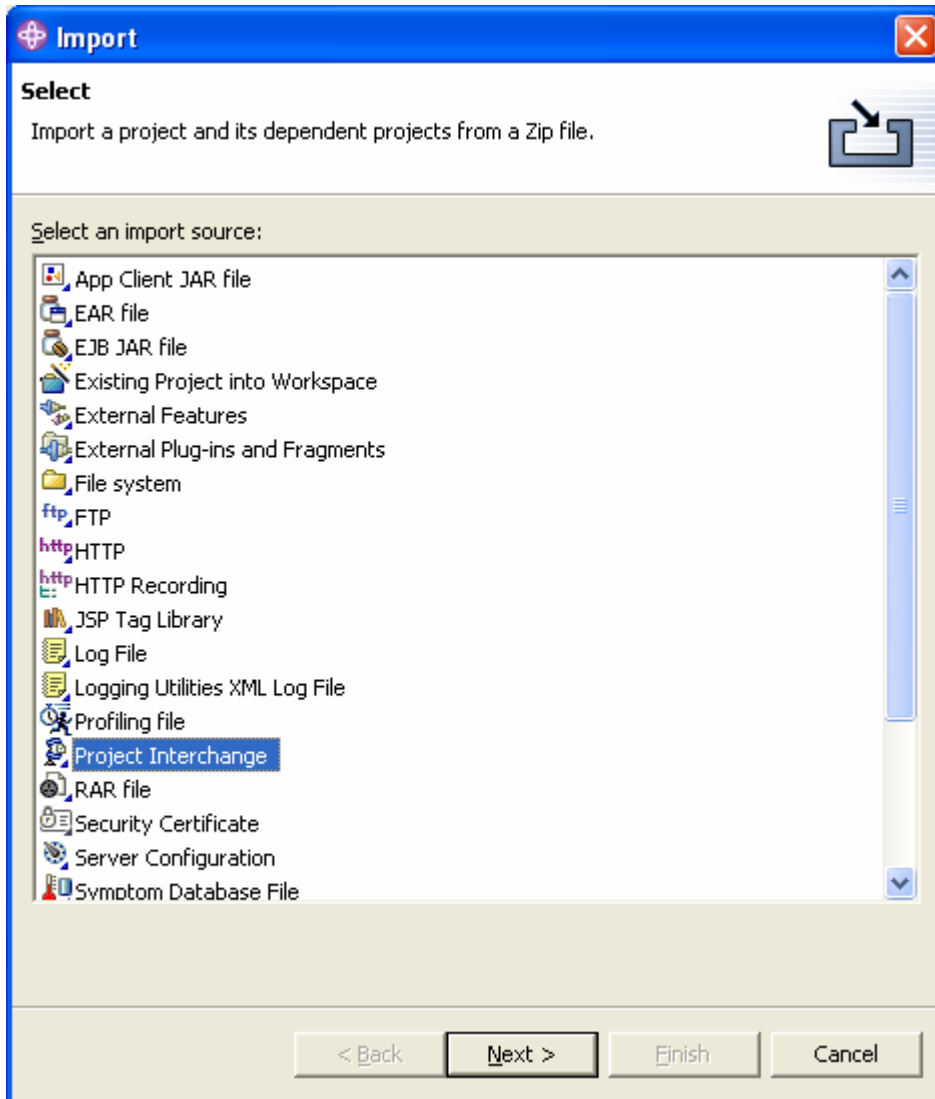 Import
Select
Import a project and its dependent projects from a Zip file.
Select an import source:
App Client JAR file
EAR file
EJB JAR file
Existing Project into Workspace
External Features
External Plug-ins and Fragments
File system
ftp FTP
http HTTP
http HTTP Recording
JSP Tag Library
Log File
Logging Utilities XML Log File
Profiling file
Project Interchange
RAR file
Security Certificate
Server Configuration
Symptom Database File
< Back Next > Finish Cancel